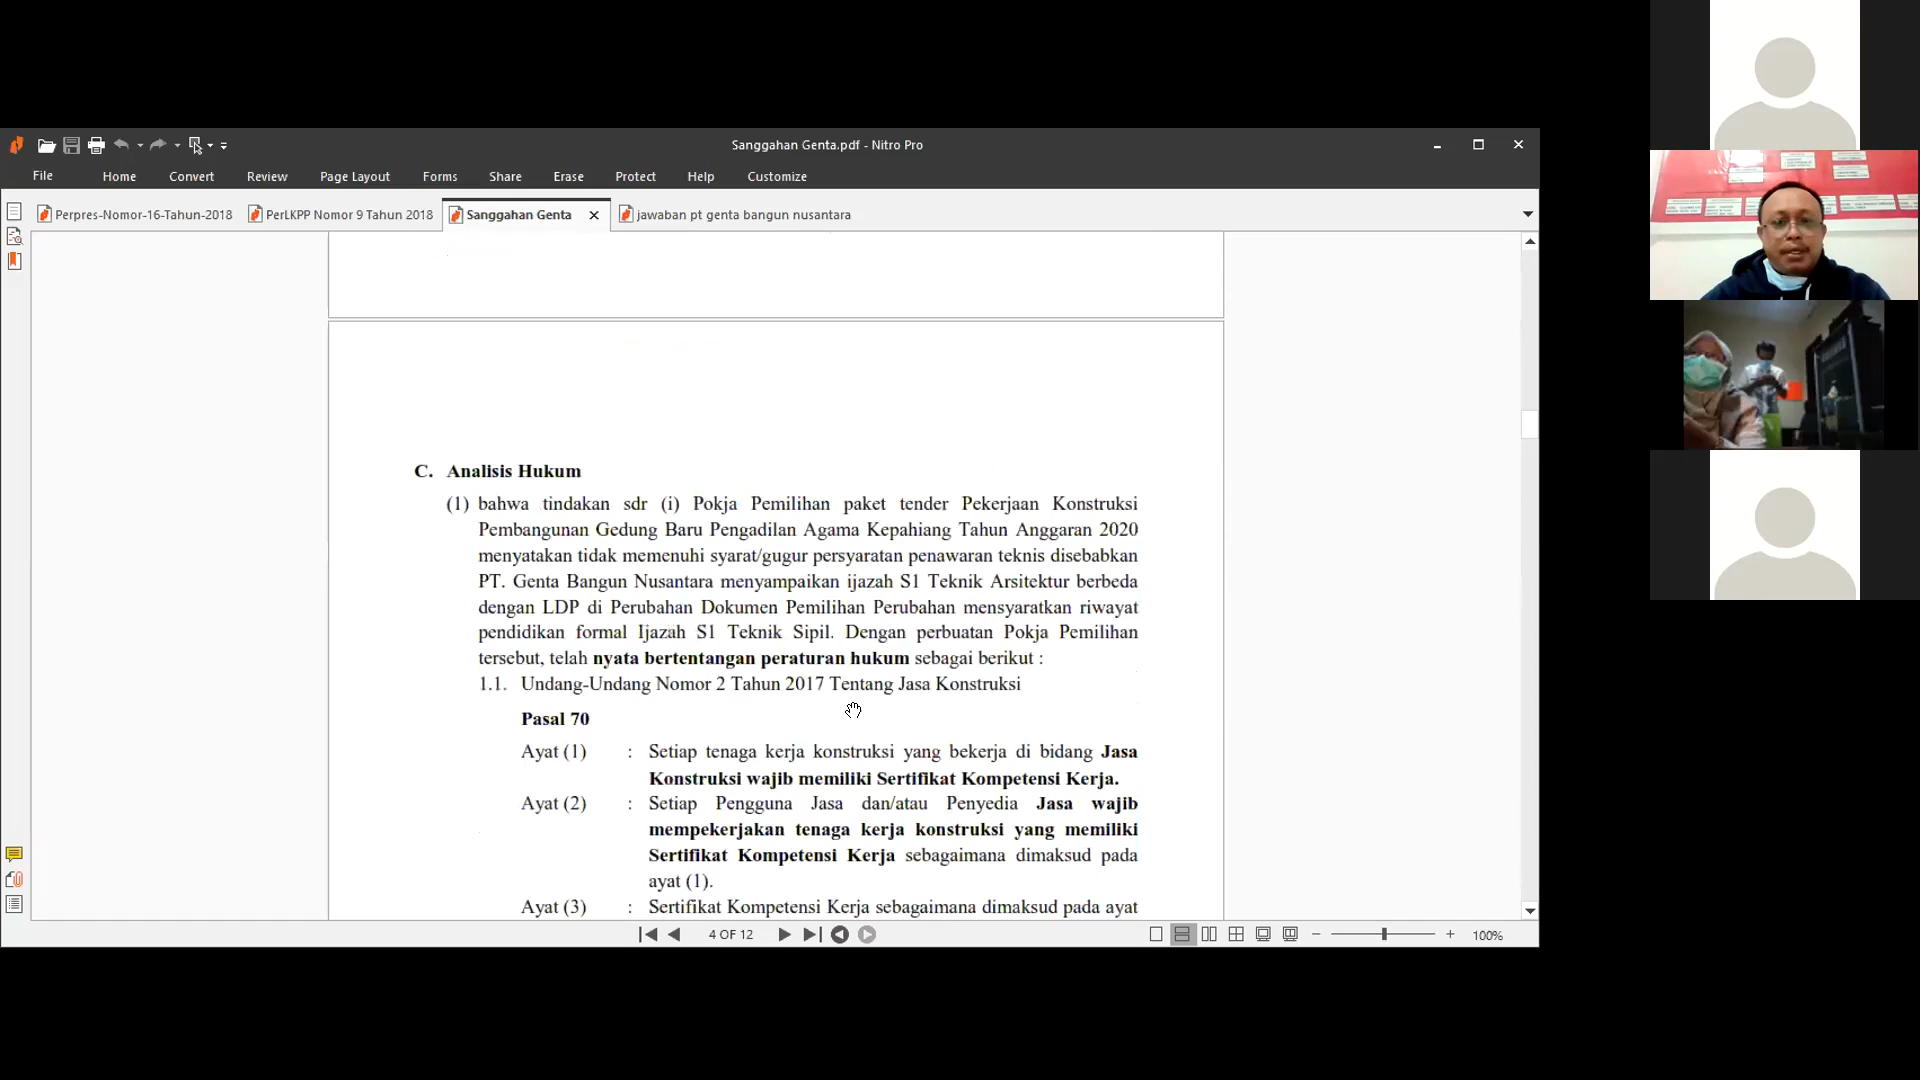 Sanggahan Genta.pdf - Nitro Pro
File Home Convert Review Page Layout Forms Share Erase Protect Help Customize
Perpres-Nomor-16-Tahun-2018 PerLKPP Nomor 9 Tahun 2018 Sanggahan Genta jawaban pt genta bangun nusantara
C. Analisis Hukum
(1) bahwa tindakan sdr (i) Pokja Pemilihan paket tender Pekerjaan Konstruksi
Pembangunan Gedung Baru Pengadilan Agama Kepahiang Tahun Anggaran 2020
menyatakan tidak memenuhi syarat/gugur persyaratan penawaran teknis disebabkan
PT. Genta Bangun Nusantara menyampaikan ijazah S1 Teknik Arsitektur berbeda
dengan LDP di Perubahan Dokumen Pemilihan Perubahan mensyaratkan riwayat
pendidikan formal Ijazah S1 Teknik Sipil. Dengan perbuatan Pokja Pemilihan
tersebut, telah nyata bertentangan peraturan hukum sebagai berikut :
1.1. Undang-Undang Nomor 2 Tahun 2017 Tentang Jasa Konstruksi
Pasal 70
Ayat (1) : Setiap tenaga kerja konstruksi yang bekerja di bidang Jasa
Konstruksi wajib memiliki Sertifikat Kompetensi Kerja.
Ayat (2) : Setiap Pengguna Jasa dan/atau Penyedia Jasa wajib
mempekerjakan tenaga kerja konstruksi yang memiliki
Sertifikat Kompetensi Kerja sebagaimana dimaksud pada
ayat (1).
Ayat (3) : Sertifikat Kompetensi Kerja sebagaimana dimaksud pada ayat
4 OF 12
100%